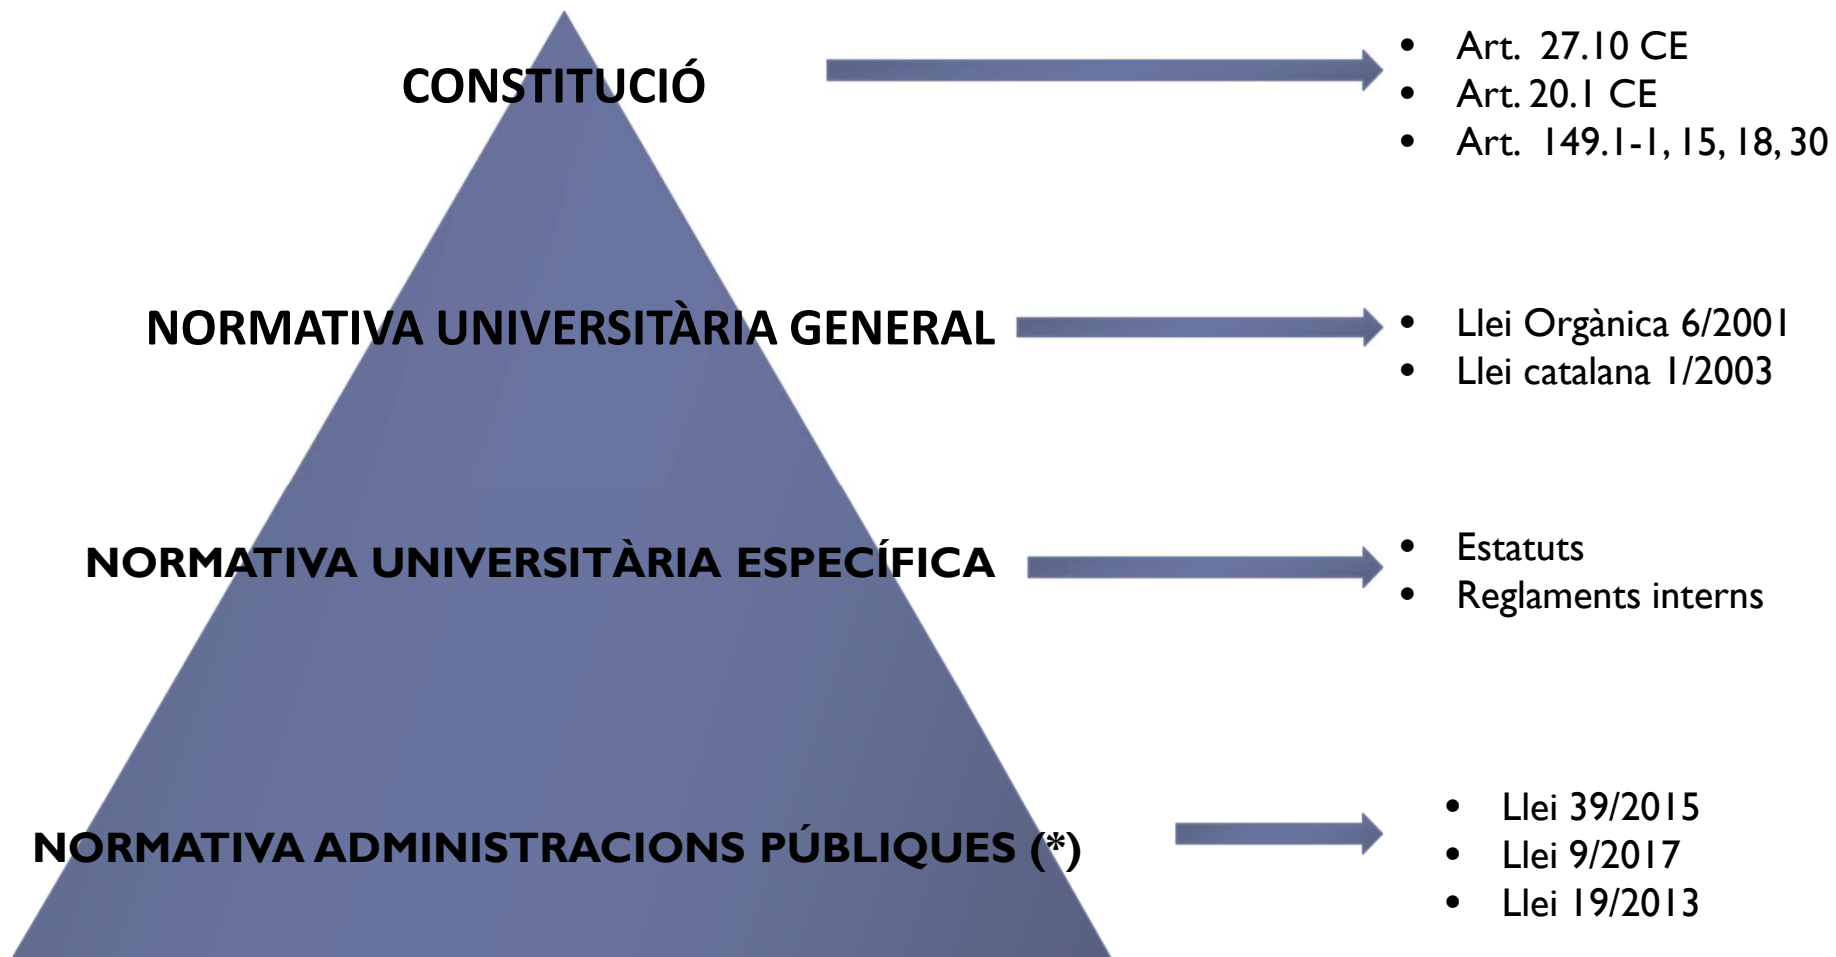 CONSTITUCIÓ
• Art. 27.10 CE
• Art. 20.1 CE
• Art. 149.1-1, 15, 18, 30
NORMATIVA UNIVERSITÀRIA GENERAL
• Llei Orgànica 6/2001
• Llei catalana 1/2003
NORMATIVA UNIVERSITÀRIA ESPECÍFICA
• Estatuts
• Reglaments interns
NORMATIVA ADMINISTRACIONS PÚBLIQUES (*)
• Llei 39/2015
• Llei 9/2017
• Llei 19/2013